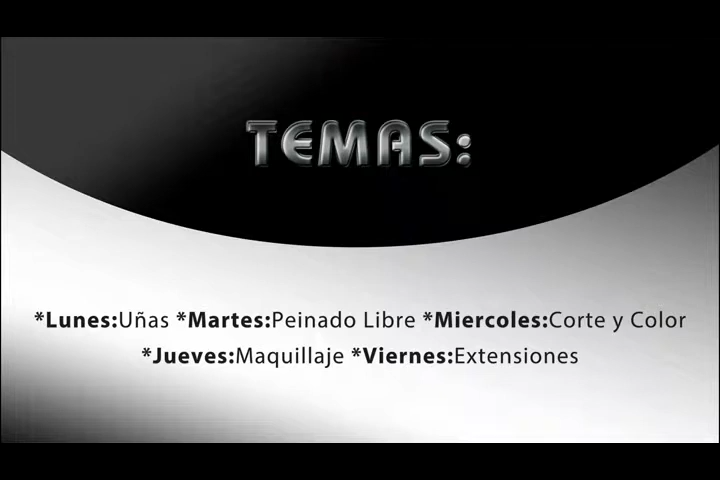 TEMAS:
*Lunes:Uñas *Martes:Peinado Libre *Miercoles:Corte y Color
*Jueves:Maquillaje *Viernes:Extensiones